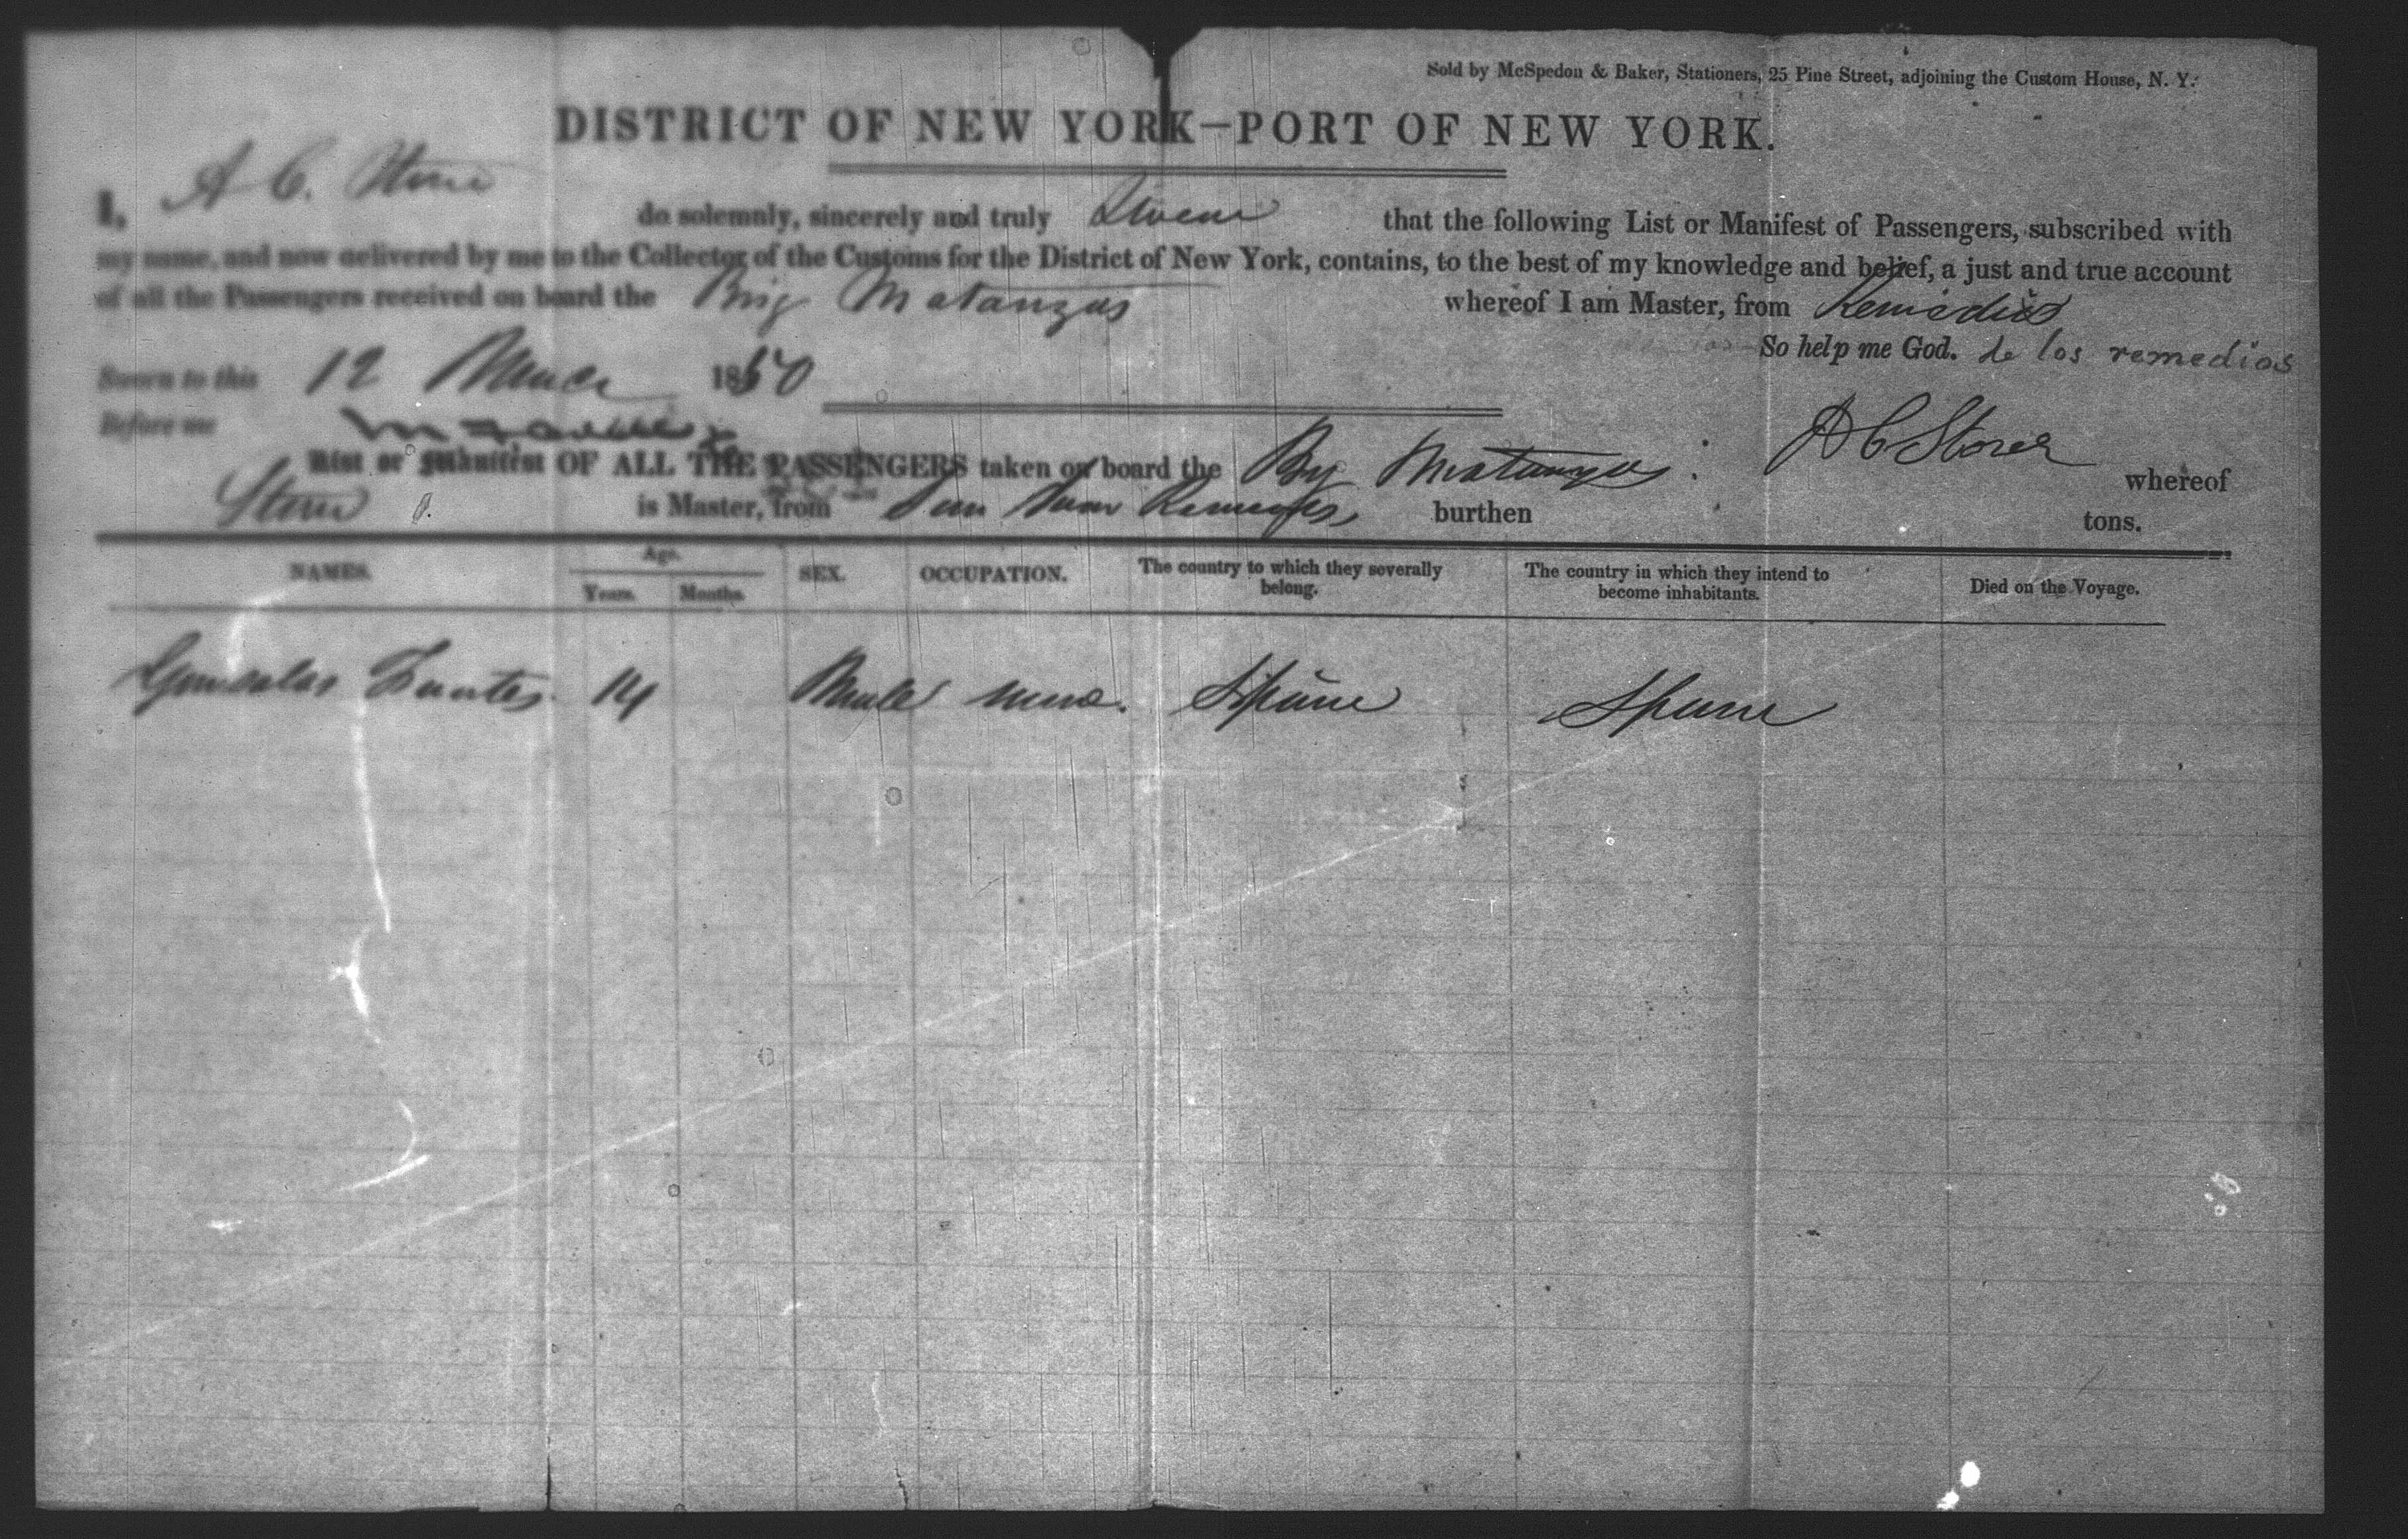 Sold by McSpedon & Baker, Stationers, 25 Pine Street, adjoining the Custom House, N. Y.
DISTRICT OF NEW YORK—PORT OF NEW YORK.
I, A C. do solemnly, sincerely and truly that the following List or Manifest of Passengers, subscribed with
my name, and now delivered by me to the Collector of the Customs for the District of New York, contains, to the best of my knowledge and belief, a just and true account
of all the Passengers received on board the Brig Matanzas whereof I am Master, from Remedios
So help me God. de los remedios
Sworn to this 12 1850
Before me
A C Storer
List or Manifest OF ALL THE PASSENGERS taken on board the Brig Matanzas whereof
is Master, from San Juan Remedios, burthen tons.
NAMES. Age. Years. Months. SEX. OCCUPATION. The country to which they severally belong. The country in which they intend to become inhabitants. Died on the Voyage.
Gonsalas Fuentes 14 Male none. Spain Spain